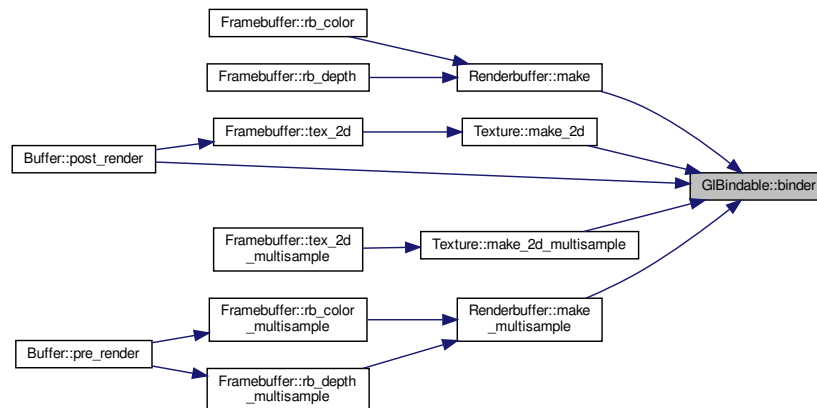 Framebuffer::rb_color
Framebuffer::rb_depth
Renderbuffer::make
Framebuffer::tex_2d
Texture::make_2d
Buffer::post_render
GlBindable::binder
Framebuffer::tex_2d
_multisample
Texture::make_2d_multisample
Framebuffer::rb_color
_multisample
Renderbuffer::make
_multisample
Buffer::pre_render
Framebuffer::rb_depth
_multisample